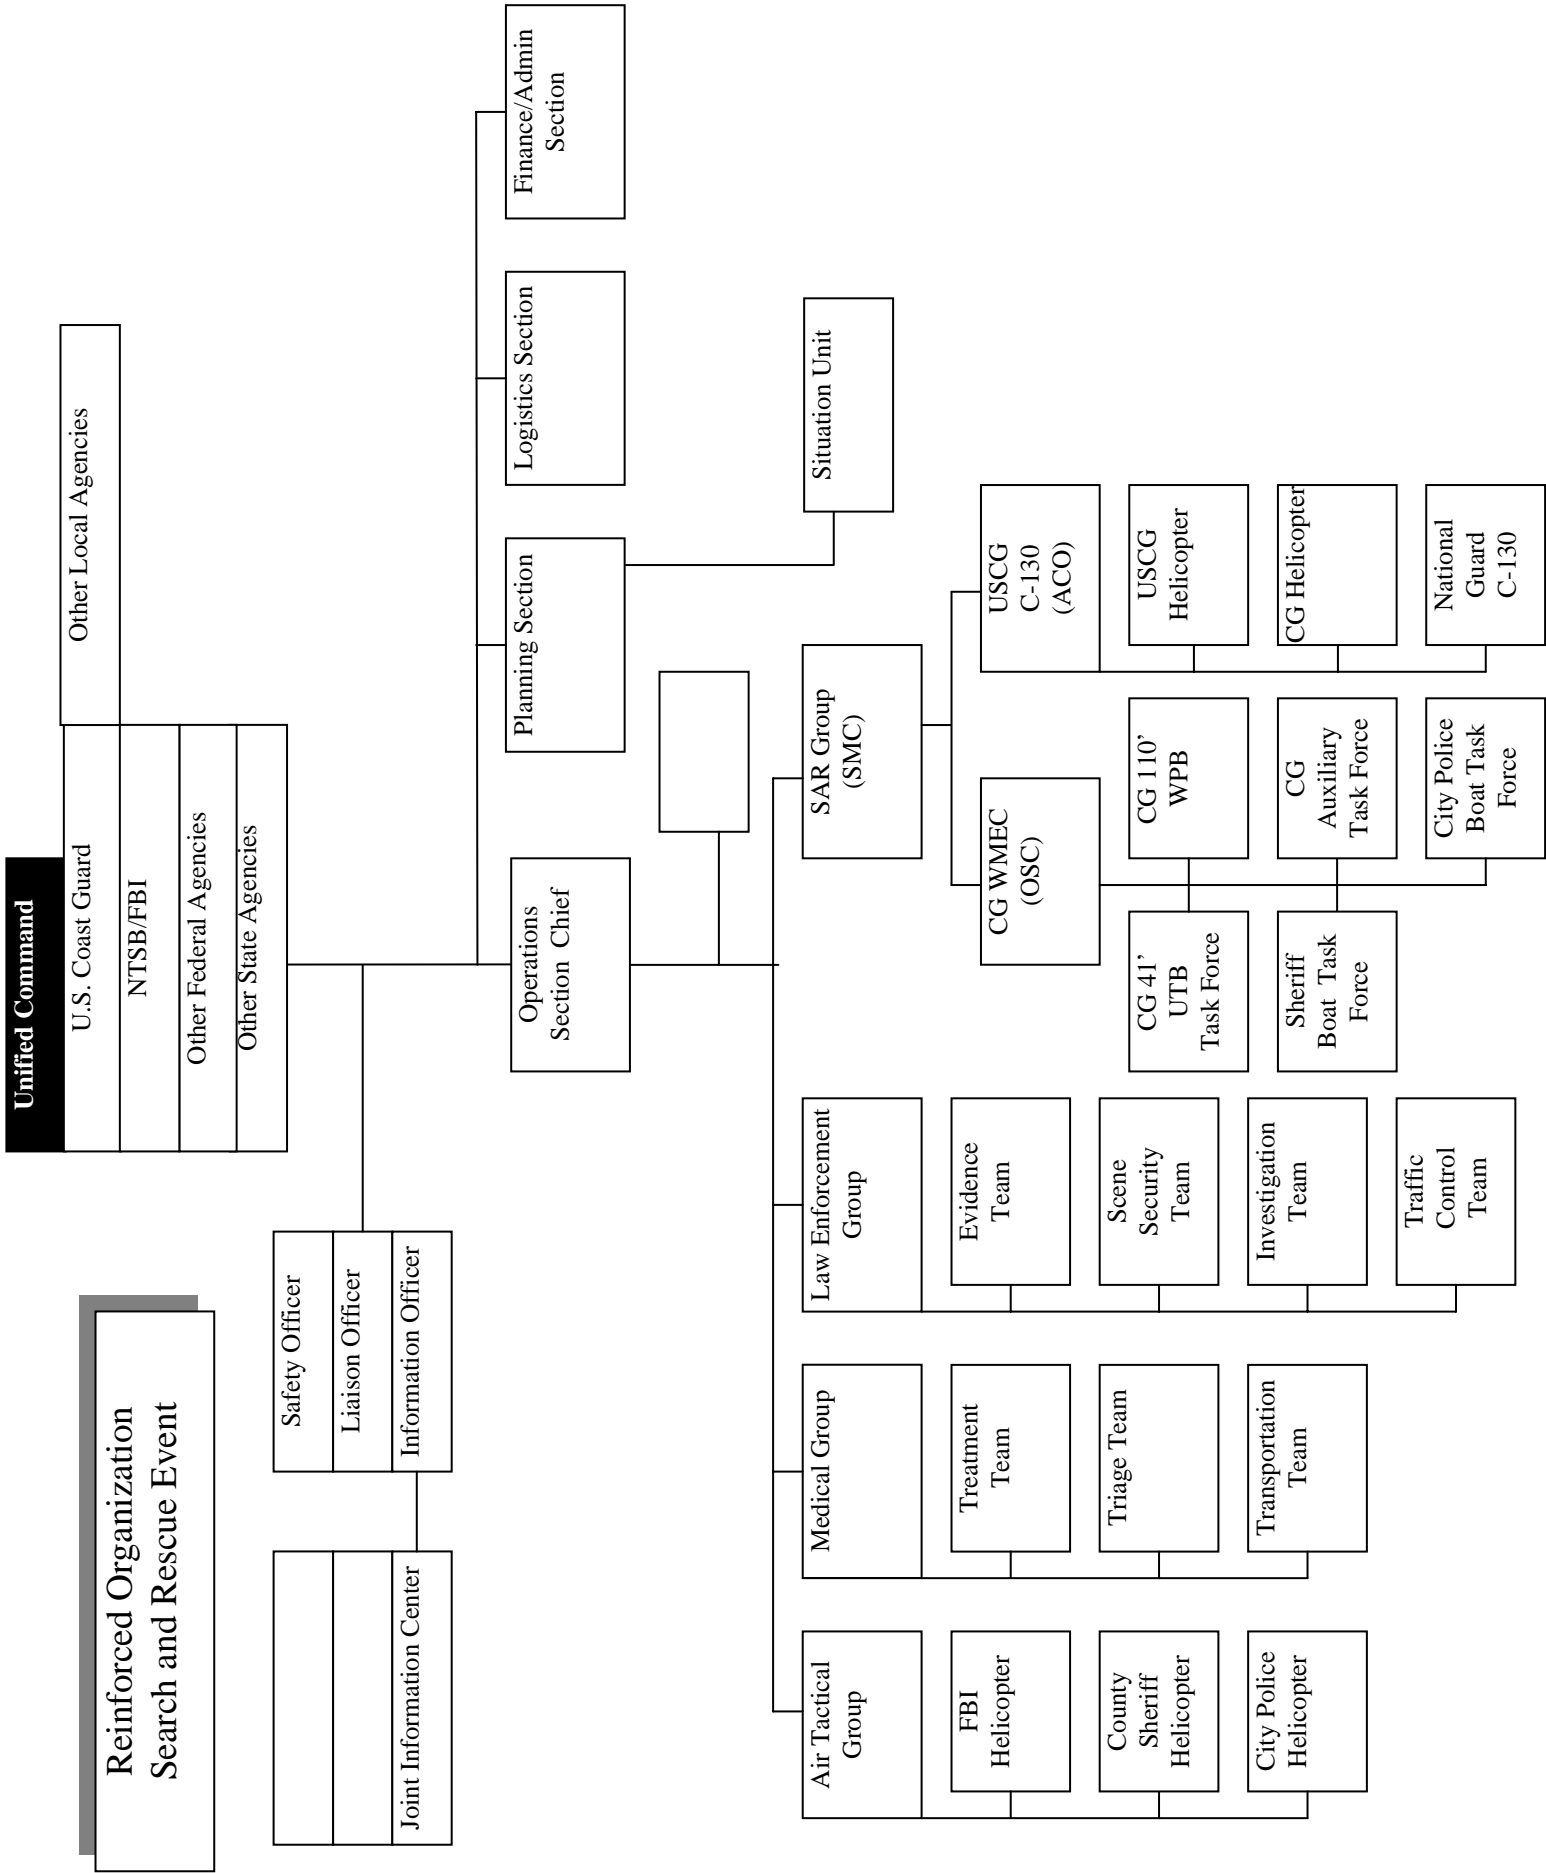 Reinforced Organization
Search and Rescue Event
Unified Command
U.S. Coast Guard
Other Local Agencies
NTSB/FBI
Other Federal Agencies
Other State Agencies
Safety Officer
Liaison Officer
Information Officer
Joint Information Center
Operations
Section Chief
Planning Section
Logistics Section
Finance/Admin
Section
Situation Unit
Air Tactical
Group
FBI
Helicopter
County
Sheriff
Helicopter
City Police
Helicopter
Medical Group
Treatment
Team
Triage Team
Transportation
Team
Law Enforcement
Group
Evidence
Team
Scene
Security
Team
Investigation
Team
Traffic
Control
Team
SAR Group
(SMC)
CG WMEC
(OSC)
CG 41’
UTB
Task Force
CG 110’
WPB
Sheriff
Boat Task
Force
CG
Auxiliary
Task Force
City Police
Boat Task
Force
USCG
C-130
(ACO)
USCG
Helicopter
CG Helicopter
National
Guard
C-130